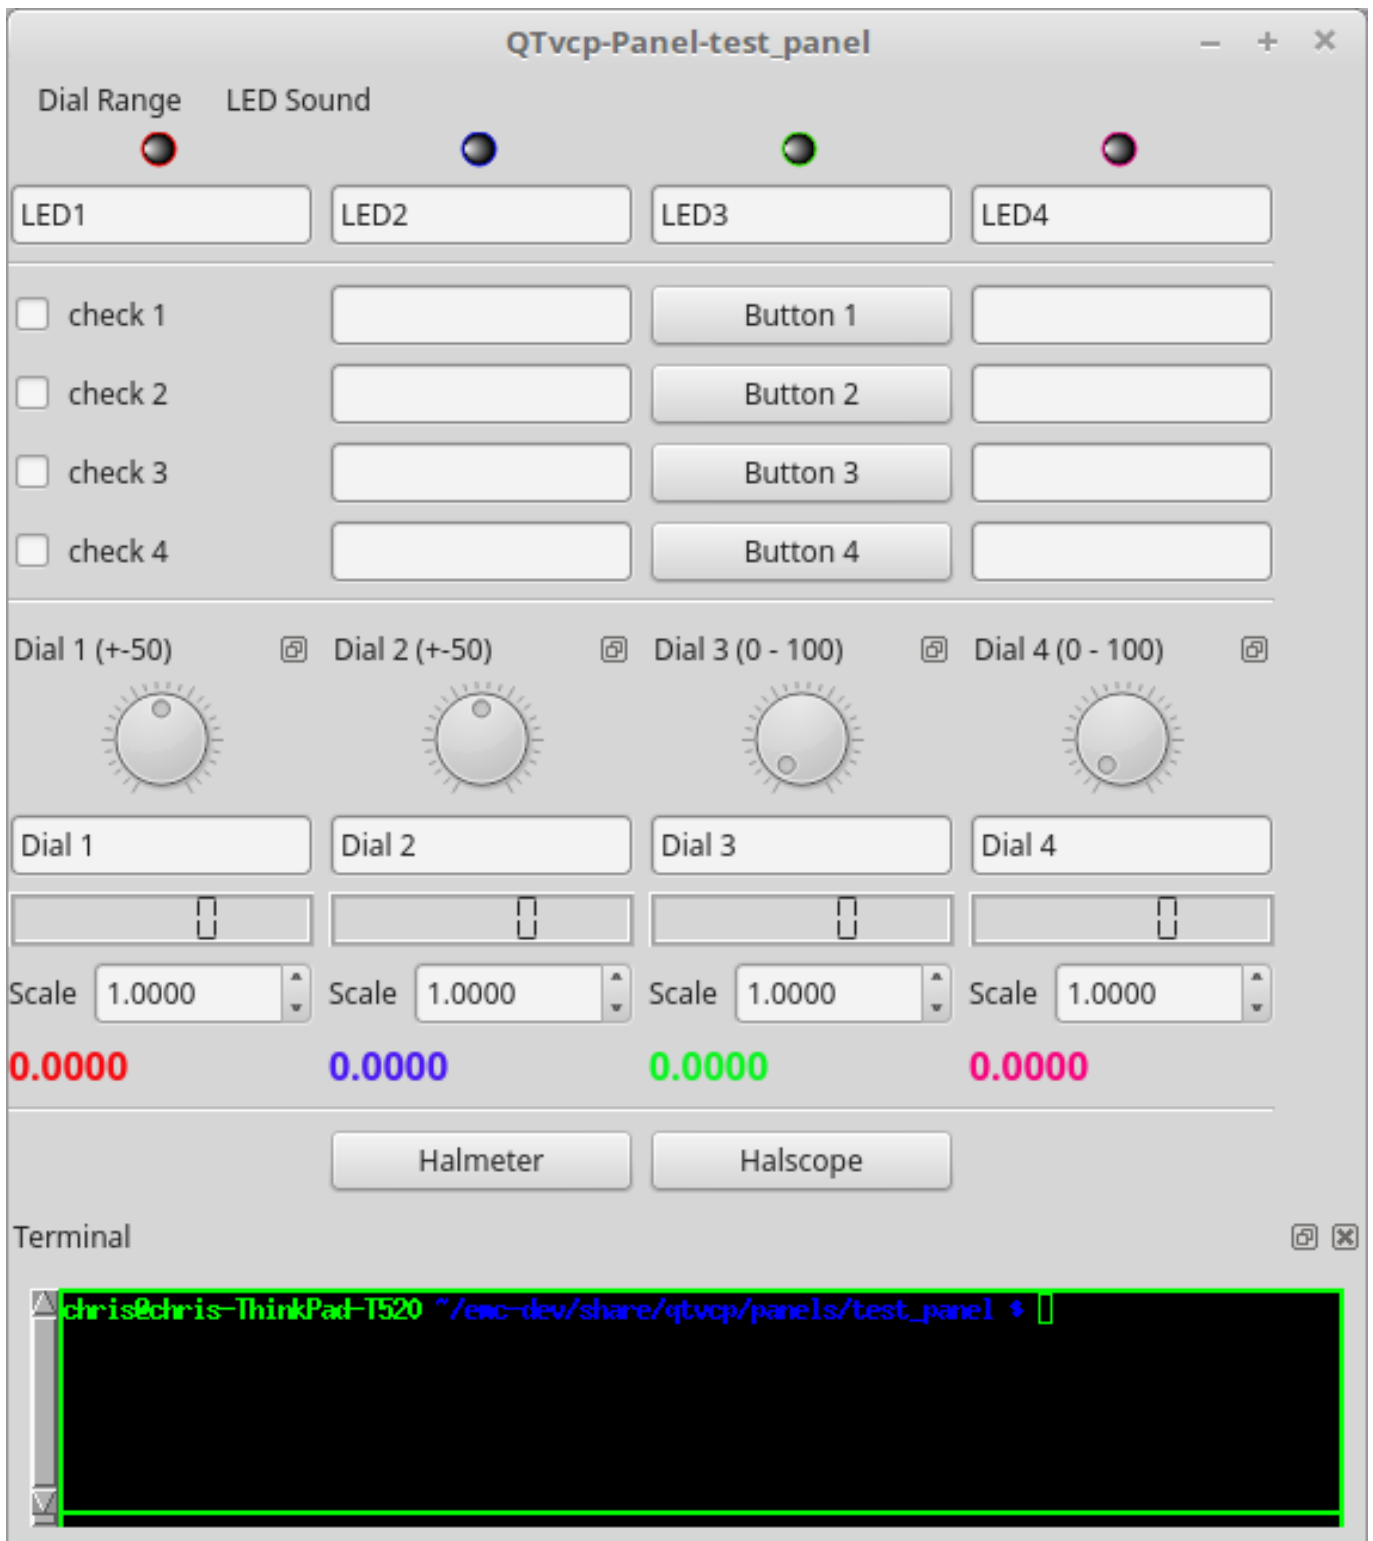 QTvcp-Panel-test_panel
Dial Range LED Sound
LED1 LED2 LED3 LED4
check 1 Button 1
check 2 Button 2
check 3 Button 3
check 4 Button 4
Dial 1 (+-50) Dial 2 (+-50) Dial 3 (0 - 100) Dial 4 (0 - 100)
Dial 1 Dial 2 Dial 3 Dial 4
0 0 0 0
Scale 1.0000 Scale 1.0000 Scale 1.0000 Scale 1.0000
0.0000 0.0000 0.0000 0.0000
Halmeter Halscope
Terminal
chris@chris-ThinkPad-T520 ~/emc-dev/share/qtvcp/panels/test_panel $